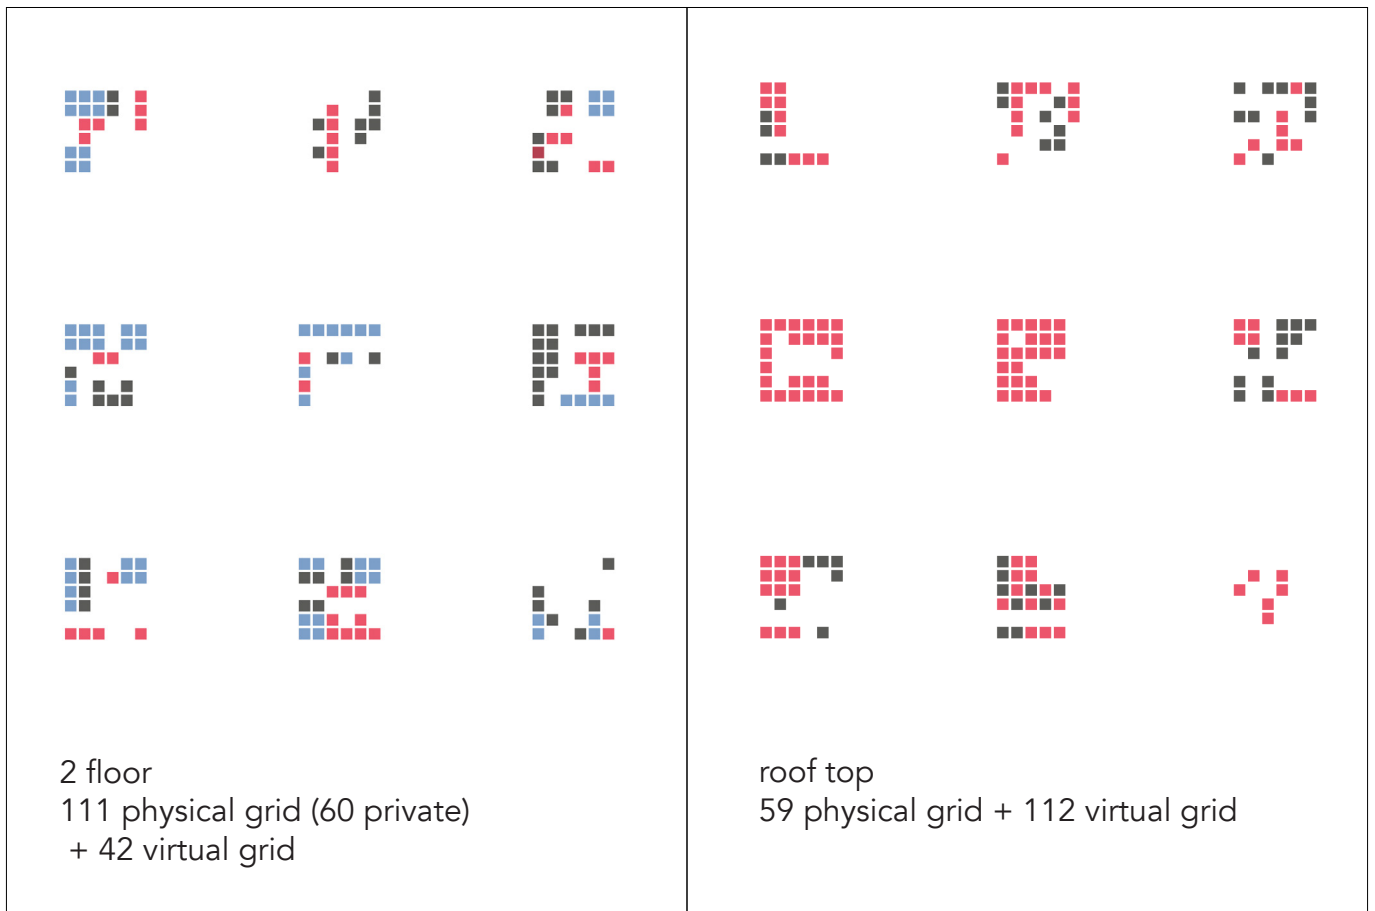 2 floor
111 physical grid (60 private)
+ 42 virtual grid
roof top
59 physical grid + 112 virtual grid